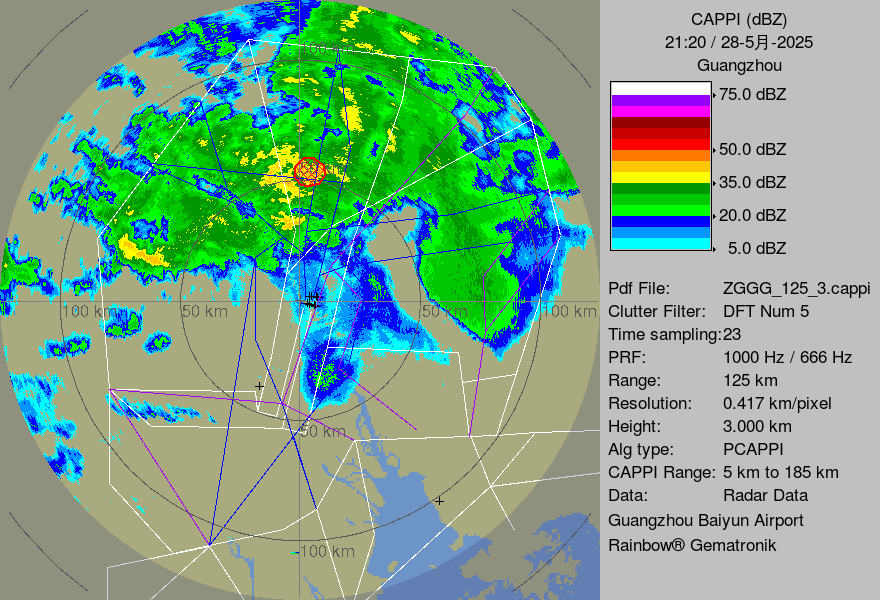 CAPPI (dBZ)
21:20 / 28-5月-2025
Guangzhou
75.0 dBZ
50.0 dBZ
35.0 dBZ
20.0 dBZ
5.0 dBZ
Pdf File: ZGGG_125_3.cappi
Clutter Filter: DFT Num 5
Time sampling:23
PRF: 1000 Hz / 666 Hz
Range: 125 km
Resolution: 0.417 km/pixel
Height: 3.000 km
Alg type: PCAPPI
CAPPI Range: 5 km to 185 km
Data: Radar Data
Guangzhou Baiyun Airport
Rainbow® Gematronik
100 km
100 km
50 km
50 km
100 km
50 km
100 km